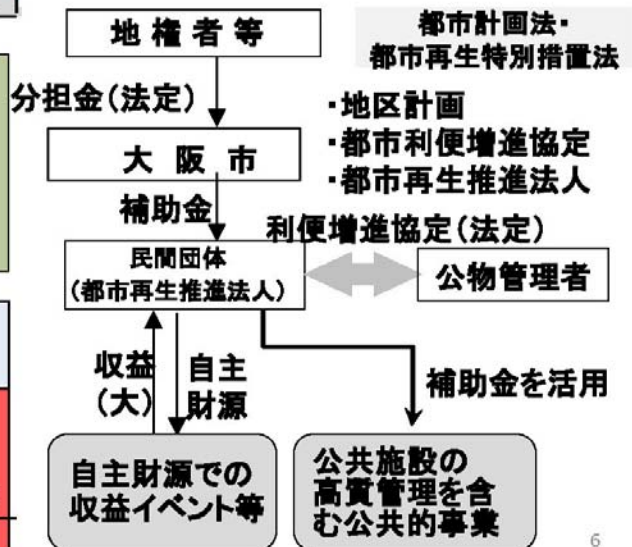 地権者等
都市計画法・
都市再生特別措置法
分担金(法定)
・地区計画
・都市利便増進協定
・都市再生推進法人
大阪市
補助金
利便増進協定(法定)
民間団体
(都市再生推進法人)
公物管理者
収益
(大)
自主
財源
補助金を活用
自主財源での
収益イベント等
公共施設の
高質管理を含
む公共的事業
6